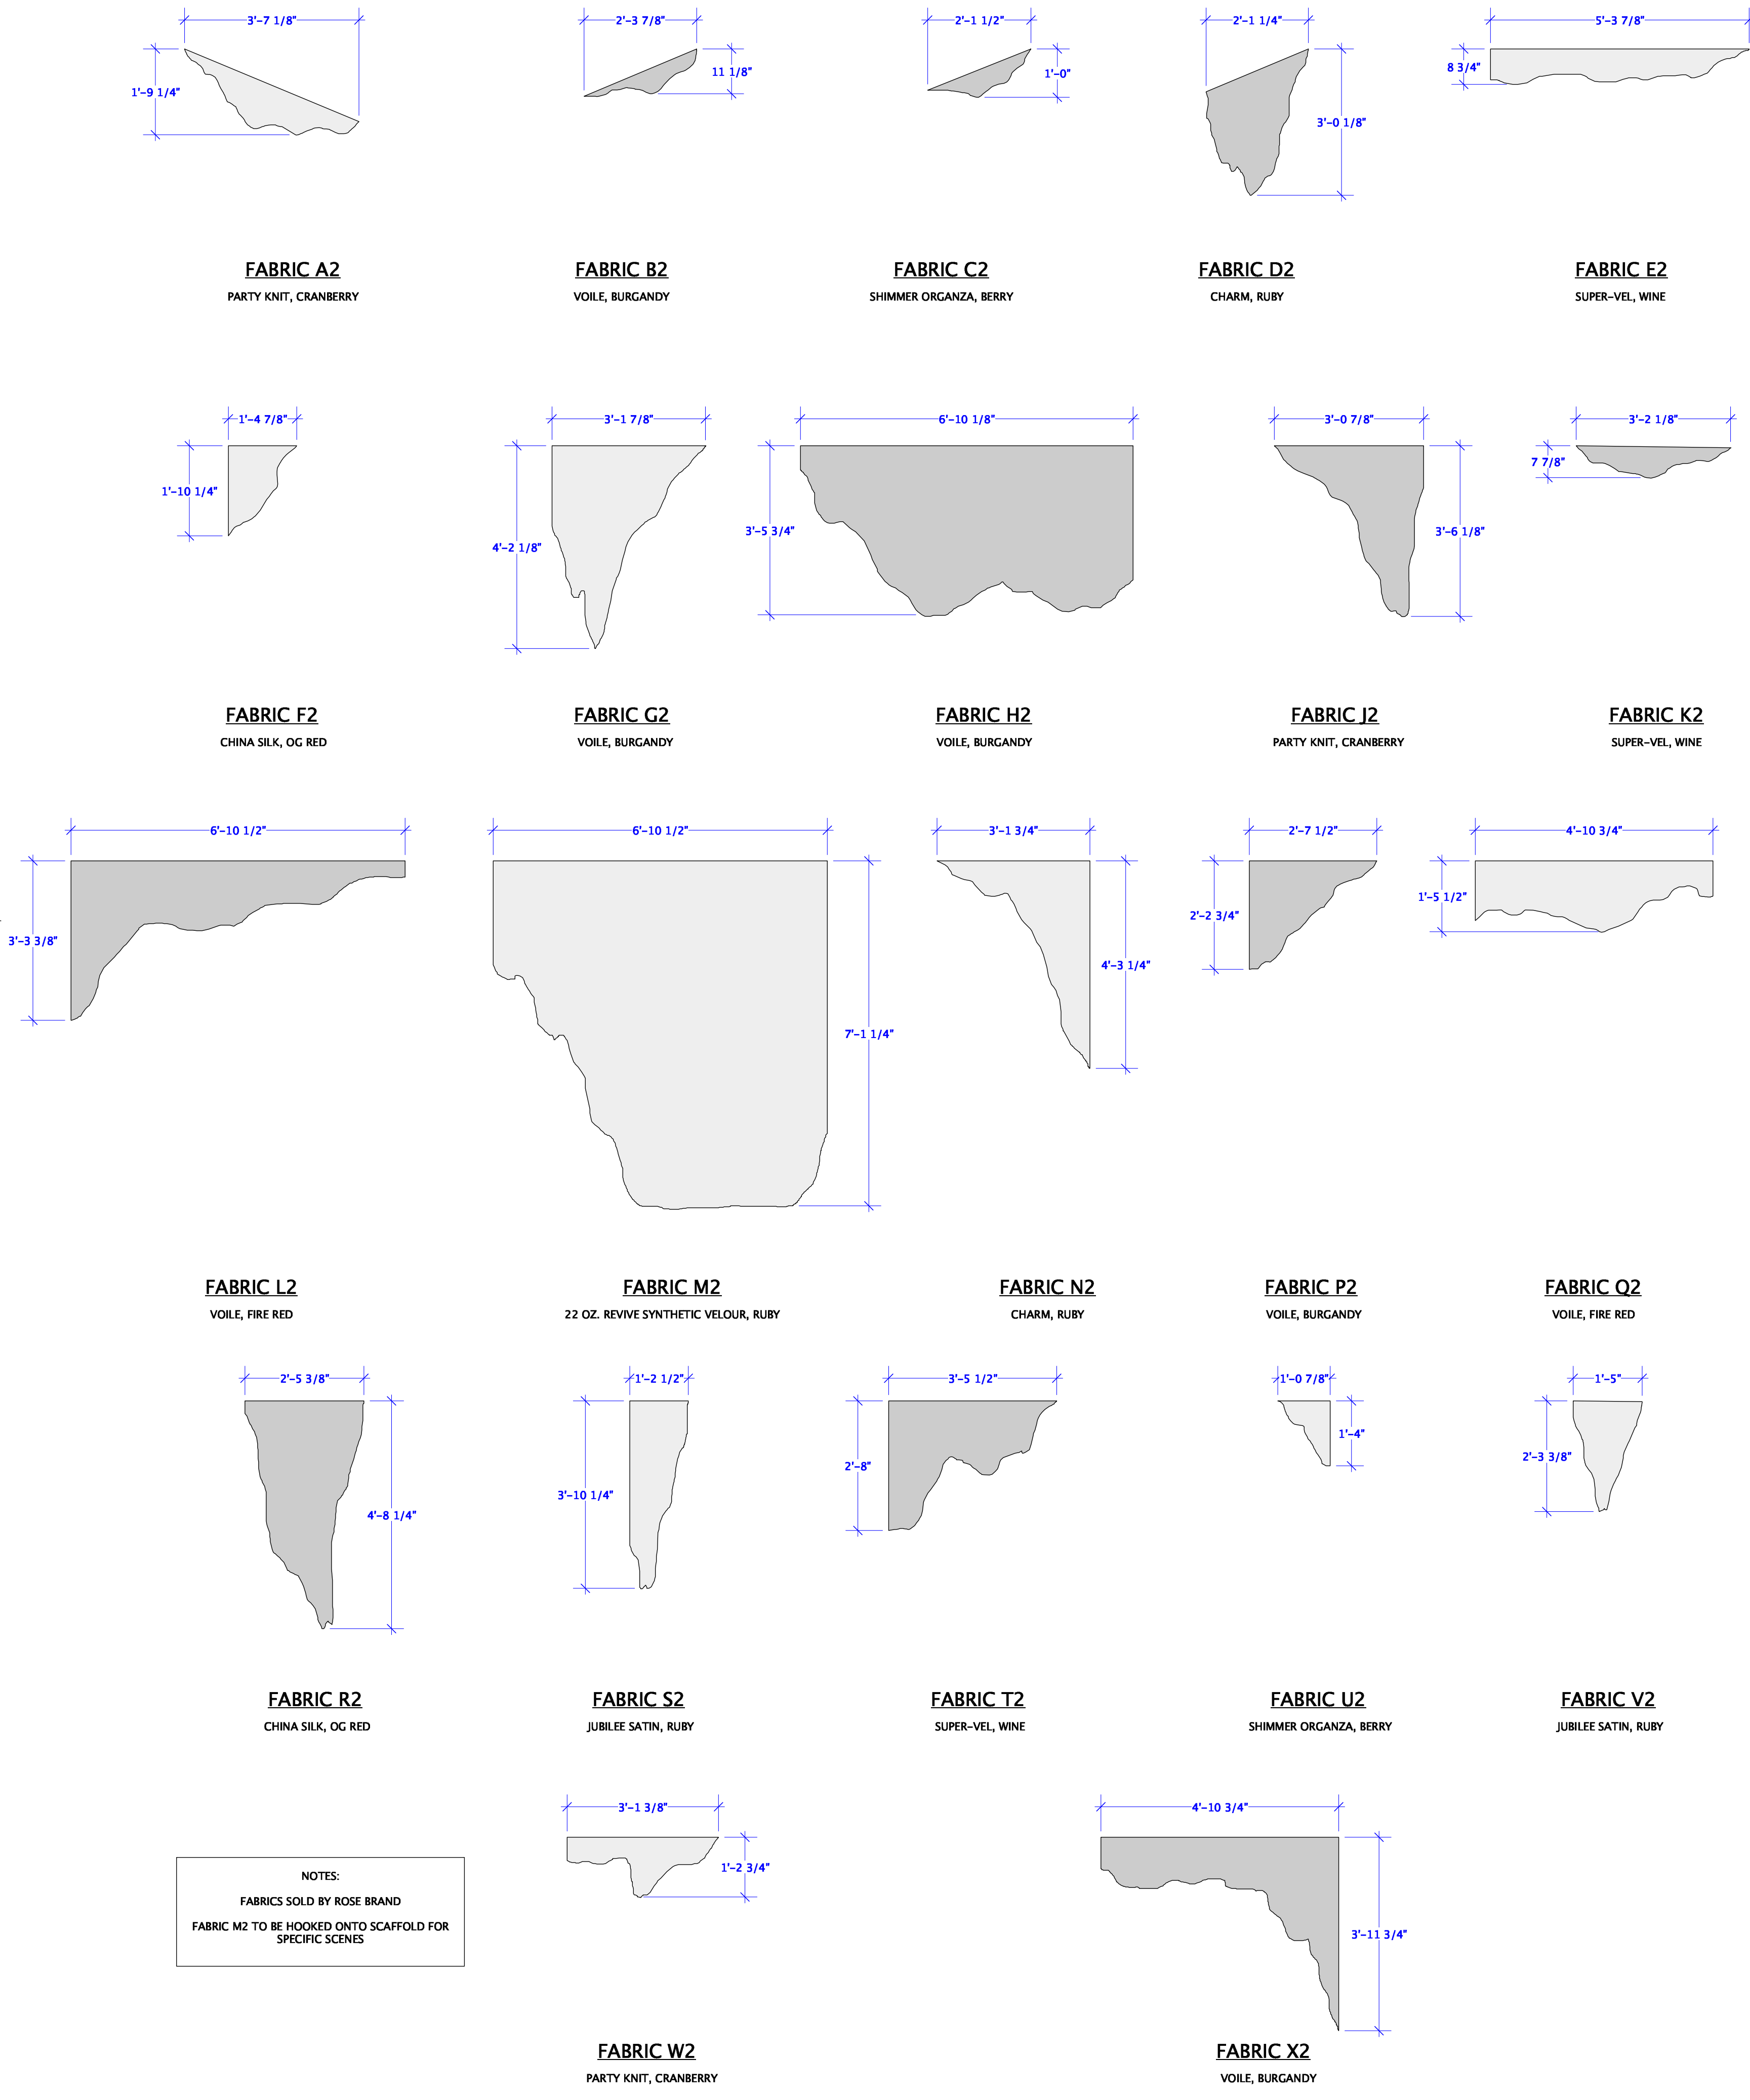 3'-7 1/8"
2'-3 7/8"
2'-1 1/2"
2'-1 1/4"
5'-3 7/8"
1'-9 1/4"
11 1/8"
1'-0"
3'-0 1/8"
8 3/4"
FABRIC A2
PARTY KNIT, CRANBERRY
FABRIC B2
VOILE, BURGANDY
FABRIC C2
SHIMMER ORGANZA, BERRY
FABRIC D2
CHARM, RUBY
FABRIC E2
SUPER-VEL, WINE
1'-4 7/8"
3'-1 7/8"
6'-10 1/8"
3'-0 7/8"
3'-2 1/8"
1'-10 1/4"
4'-2 1/8"
3'-5 3/4"
3'-6 1/8"
7 7/8"
FABRIC F2
CHINA SILK, OG RED
FABRIC G2
VOILE, BURGANDY
FABRIC H2
VOILE, BURGANDY
FABRIC J2
PARTY KNIT, CRANBERRY
FABRIC K2
SUPER-VEL, WINE
6'-10 1/2"
6'-10 1/2"
3'-1 3/4"
2'-7 1/2"
4'-10 3/4"
3'-3 3/8"
7'-1 1/4"
4'-3 1/4"
2'-2 3/4"
1'-5 1/2"
FABRIC L2
VOILE, FIRE RED
FABRIC M2
22 OZ. REVIVE SYNTHETIC VELOUR, RUBY
FABRIC N2
CHARM, RUBY
FABRIC P2
VOILE, BURGANDY
FABRIC Q2
VOILE, FIRE RED
2'-5 3/8"
1'-2 1/2"
3'-5 1/2"
1'-0 7/8"
1'-5"
4'-8 1/4"
3'-10 1/4"
2'-8"
1'-4"
2'-3 3/8"
FABRIC R2
CHINA SILK, OG RED
FABRIC S2
JUBILEE SATIN, RUBY
FABRIC T2
SUPER-VEL, WINE
FABRIC U2
SHIMMER ORGANZA, BERRY
FABRIC V2
JUBILEE SATIN, RUBY
NOTES:
FABRICS SOLD BY ROSE BRAND
FABRIC M2 TO BE HOOKED ONTO SCAFFOLD FOR
SPECIFIC SCENES
3'-1 3/8"
1'-2 3/4"
4'-10 3/4"
3'-11 3/4"
FABRIC W2
PARTY KNIT, CRANBERRY
FABRIC X2
VOILE, BURGANDY